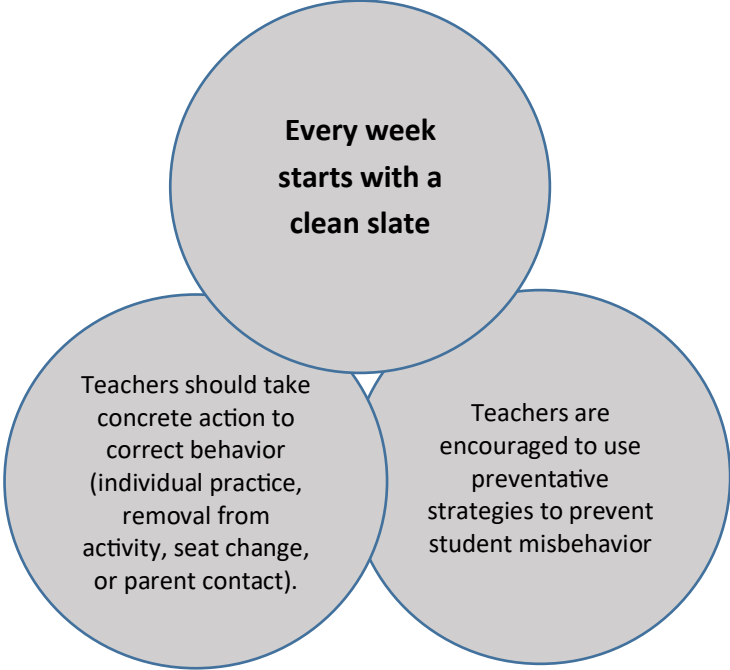 Every week
starts with a
clean slate
Teachers should take
concrete action to
correct behavior
(individual practice,
removal from
activity, seat change,
or parent contact).
Teachers are
encouraged to use
preventative
strategies to prevent
student misbehavior